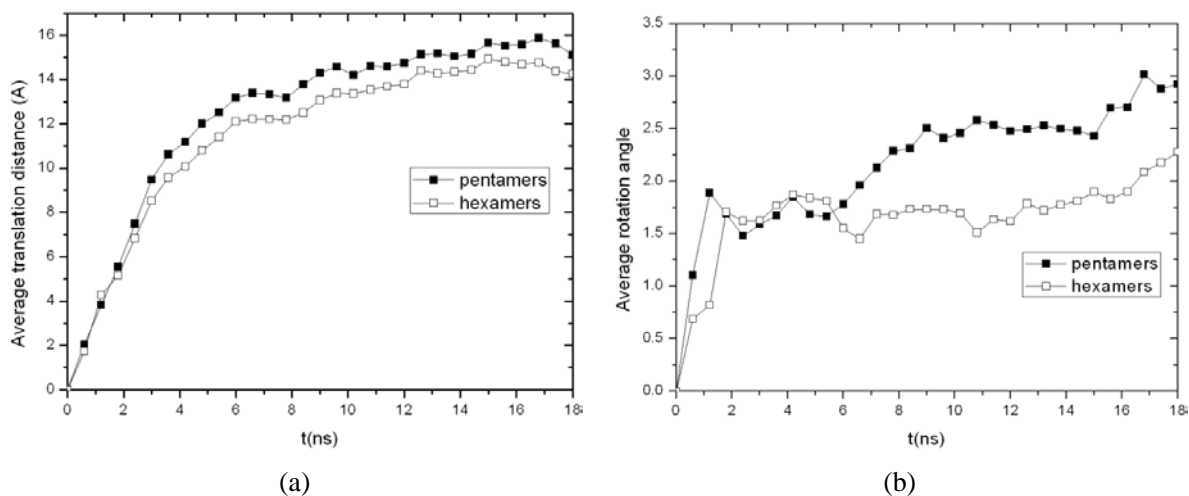 (a)
16
14
12
10
8
6
4
2
0
Average translation distance (A)
pentamers
hexamers
0 2 4 6 8 10 12 14 16 18
t(ns)
(b)
3.5
3.0
2.5
2.0
1.5
1.0
0.5
0.0
Average rotation angle
pentamers
hexamers
0 2 4 6 8 10 12 14 16 18
t(ns)